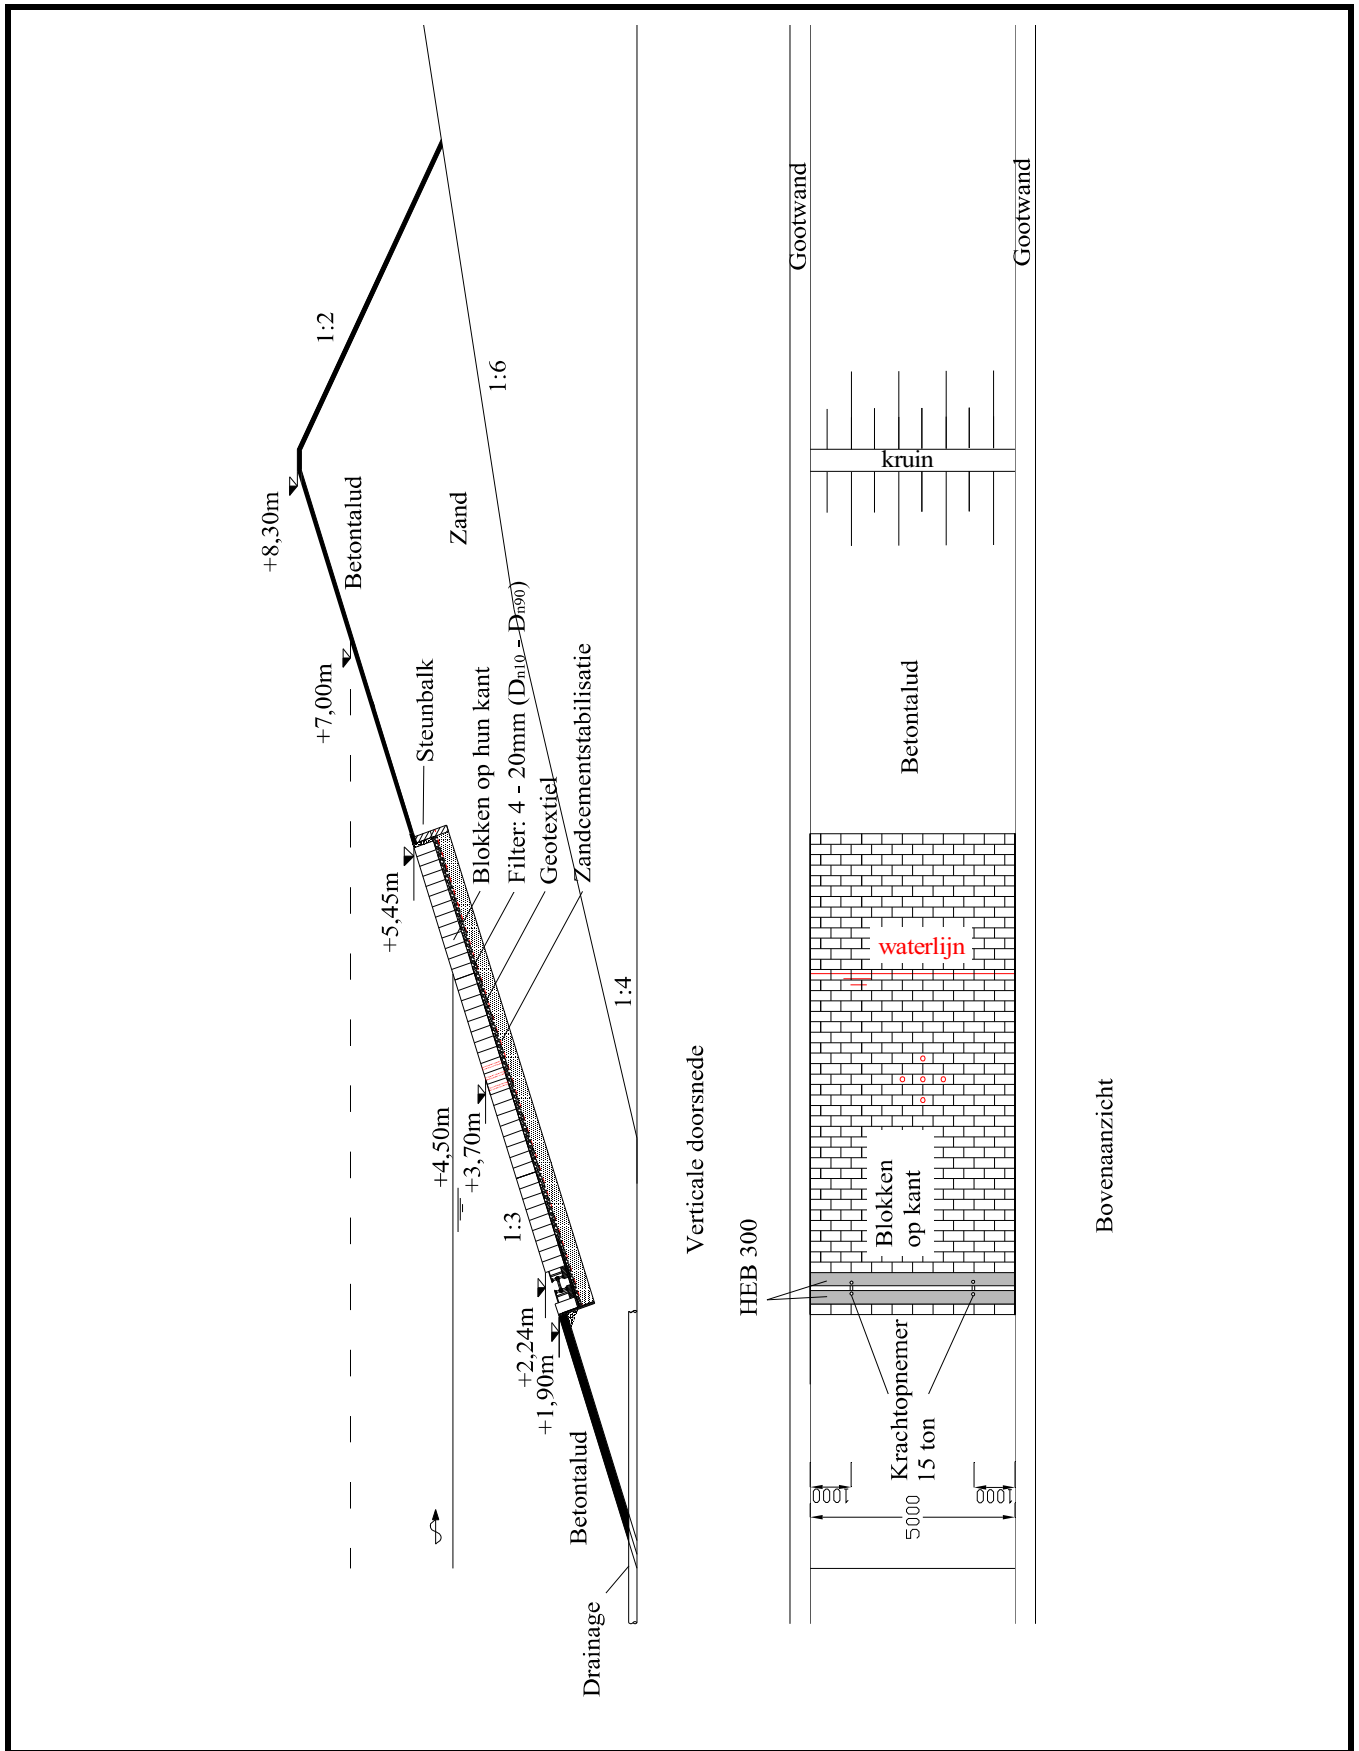 +8,30m
1:2
+7,00m
Betontalud
1:6
Zand
+5,45m
Steunbalk
Blokken op hun kant
Filter: 4 - 20mm (Dn10 - Dn90)
Geotextiel
Zandcementstabilisatie
+4,50m
+3,70m
1:3
1:4
+2,24m
+1,90m
Betontalud
Drainage
Verticale doorsnede
Gootwand
Gootwand
kruin
Betontalud
waterlijn
Blokken
op kant
HEB 300
Krachtopnemer
15 ton
1000
5000
1000
Bovenaanzicht